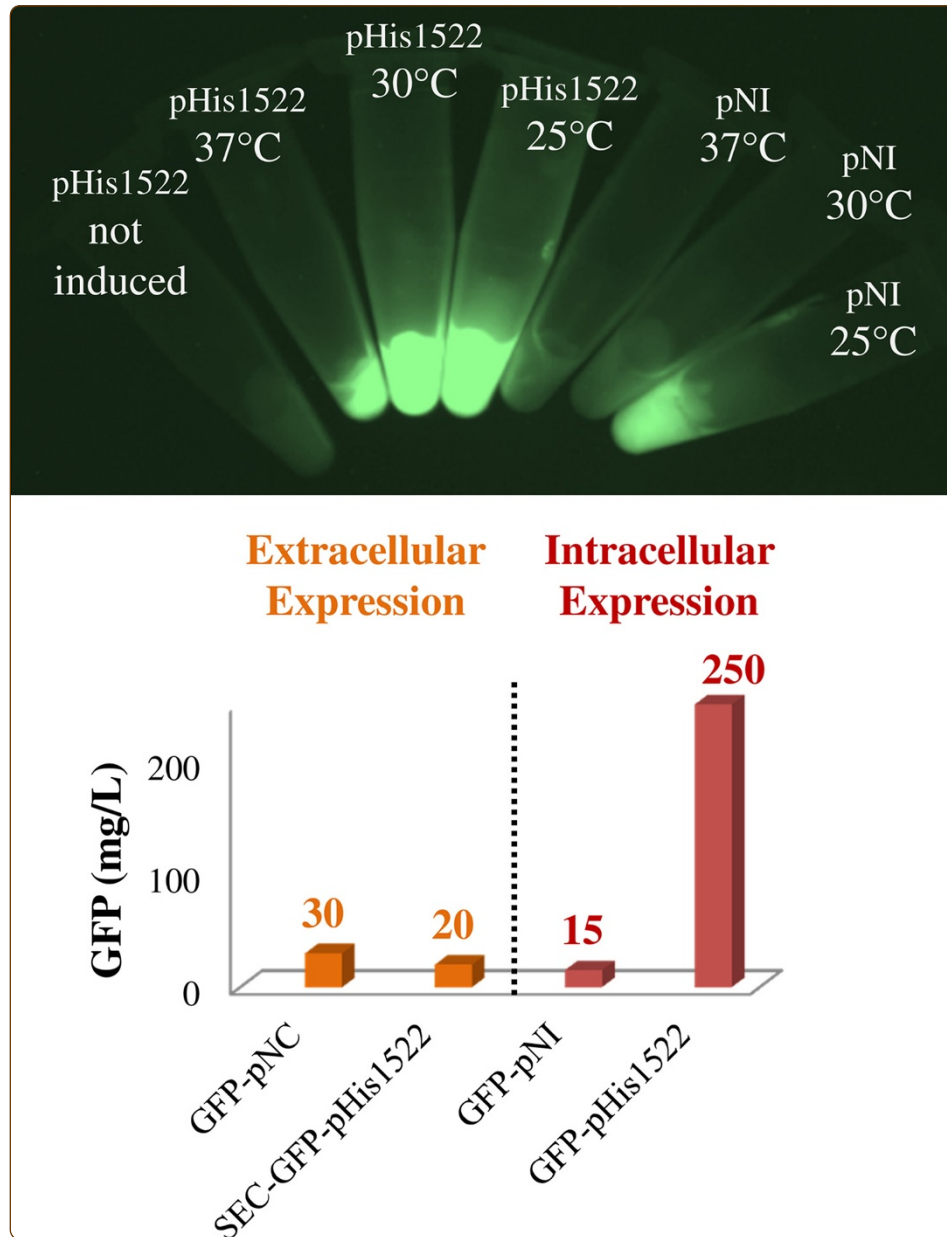 pHis1522
not
induced
pHis1522
37°C
pHis1522
30°C
pHis1522
25°C
pNI
37°C
pNI
30°C
pNI
25°C
Extracellular
Expression
Intracellular
Expression
GFP (mg/L)
200
100
0
30
20
15
250
GFP-pNC
SEC-GFP-pHis1522
GFP-pNI
GFP-pHis1522